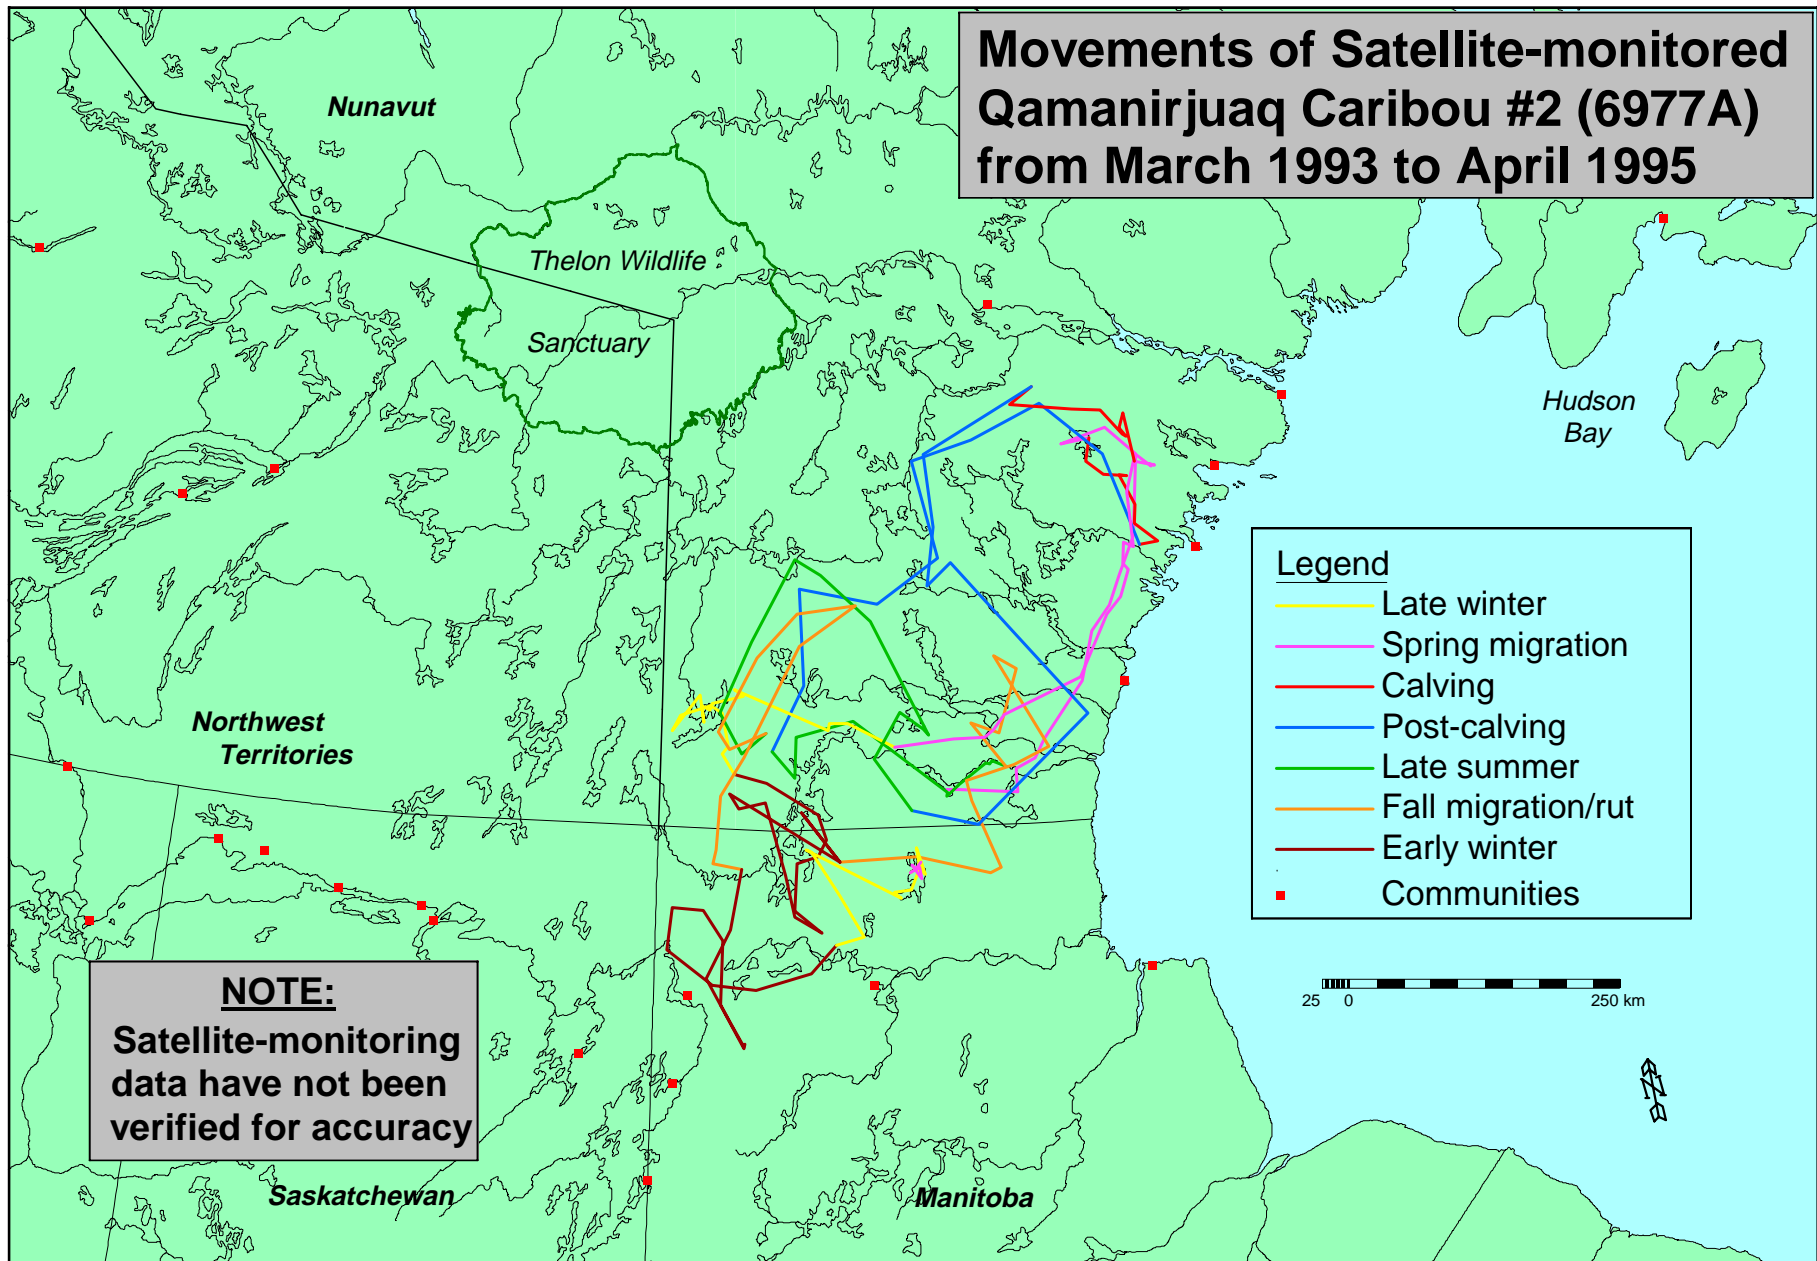 Movements of Satellite-monitored
Qamanirjuaq Caribou #2 (6977A)
from March 1993 to April 1995
Nunavut
Thelon Wildlife
Sanctuary
Hudson
Bay
Legend
Late winter
Spring migration
Calving
Post-calving
Late summer
Fall migration/rut
Early winter
Communities
Northwest
Territories
25 0 250 km
NOTE:
Satellite-monitoring
data have not been
verified for accuracy
N
Saskatchewan
Manitoba